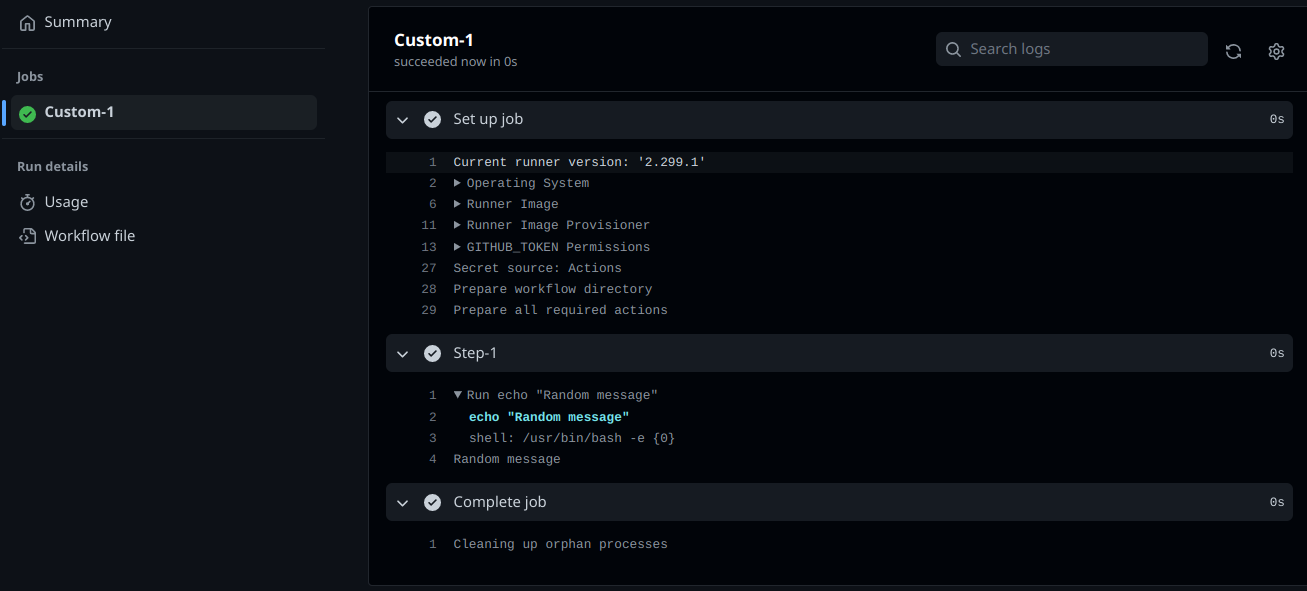 Summary
Jobs
Custom-1
Run details
Usage
Workflow file
Custom-1
succeeded now in 0s
Search logs
Set up job 0s
1 Current runner version: '2.299.1'
2 Operating System
6 Runner Image
11 Runner Image Provisioner
13 GITHUB_TOKEN Permissions
27 Secret source: Actions
28 Prepare workflow directory
29 Prepare all required actions
Step-1 0s
1 Run echo "Random message"
2 echo "Random message"
3 shell: /usr/bin/bash -e {0}
4 Random message
Complete job 0s
1 Cleaning up orphan processes